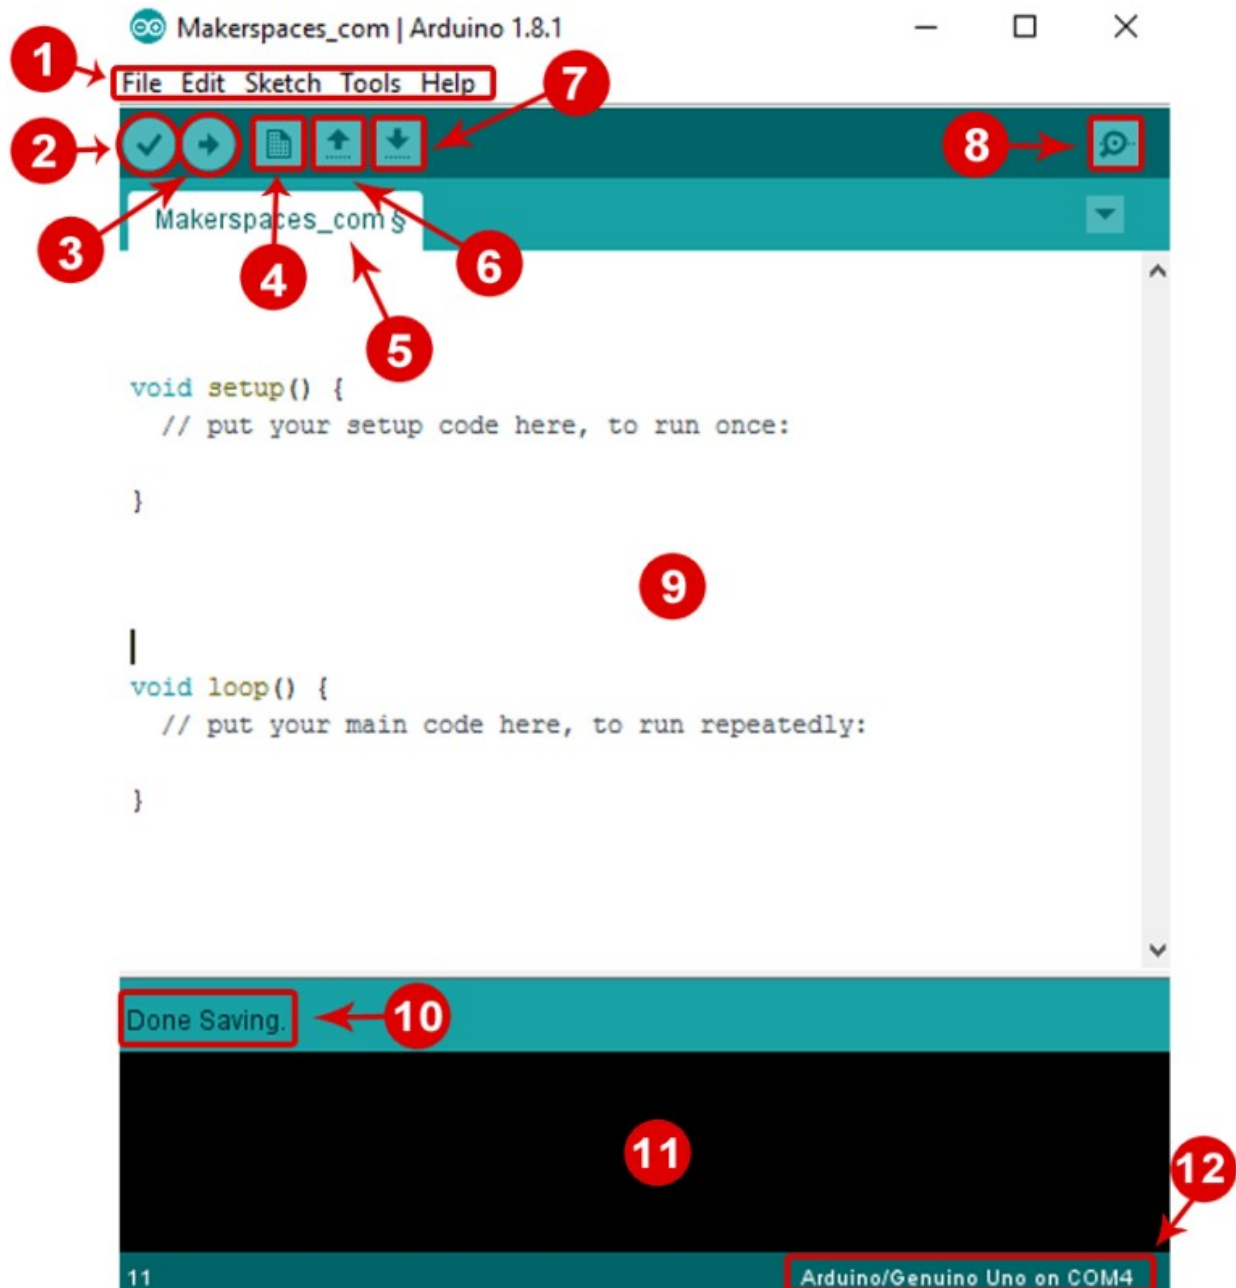 Makerspaces_com | Arduino 1.8.1
1
File Edit Sketch Tools Help
7
2
8
3
Makerspaces_com §
4
6
5
void setup() {
// put your setup code here, to run once:
}
9
void loop() {
// put your main code here, to run repeatedly:
}
Done Saving.
10
11
12
11
Arduino/Genuino Uno on COM4